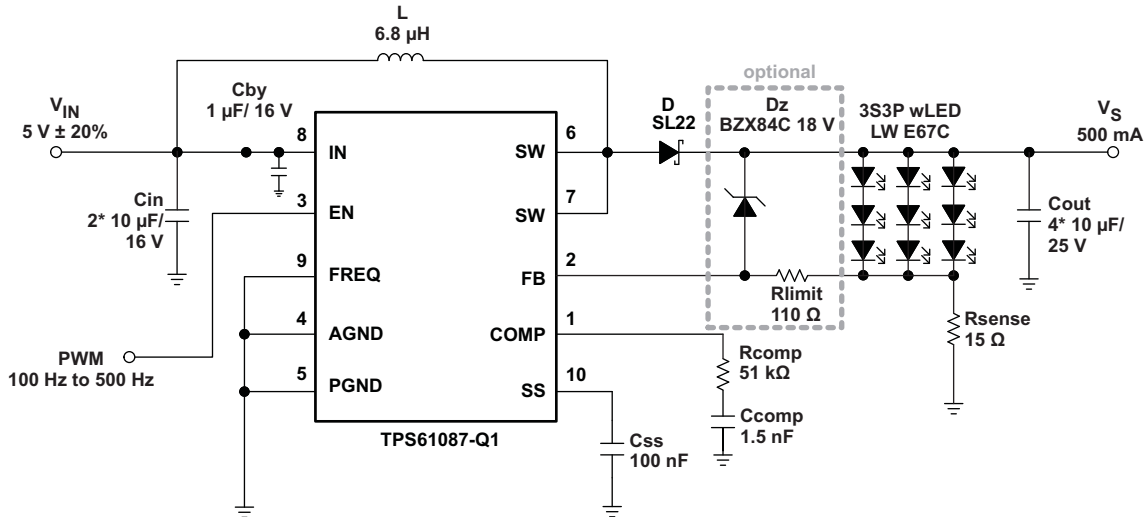 L
6.8 µH
optional
Cby
1 µF/ 16 V
VIN
5 V ± 20%
D
SL22
Dz
BZX84C 18 V
3S3P wLED
LW E67C
VS
500 mA
8
IN
6
SW
Cin
2* 10 µF/
16 V
3
EN
7
SW
Cout
4* 10 µF/
25 V
9
FREQ
2
FB
Rlimit
110 Ω
4
AGND
1
COMP
Rsense
15 Ω
PWM
100 Hz to 500 Hz
5
PGND
10
SS
Rcomp
51 kΩ
Ccomp
1.5 nF
TPS61087-Q1
Css
100 nF